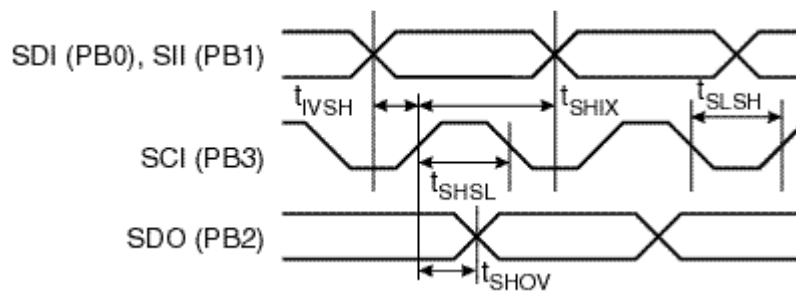 SDI (PB0), SII (PB1)
tIVSH
tSHIX
tSLSH
SCI (PB3)
tSHSL
SDO (PB2)
tSHOV